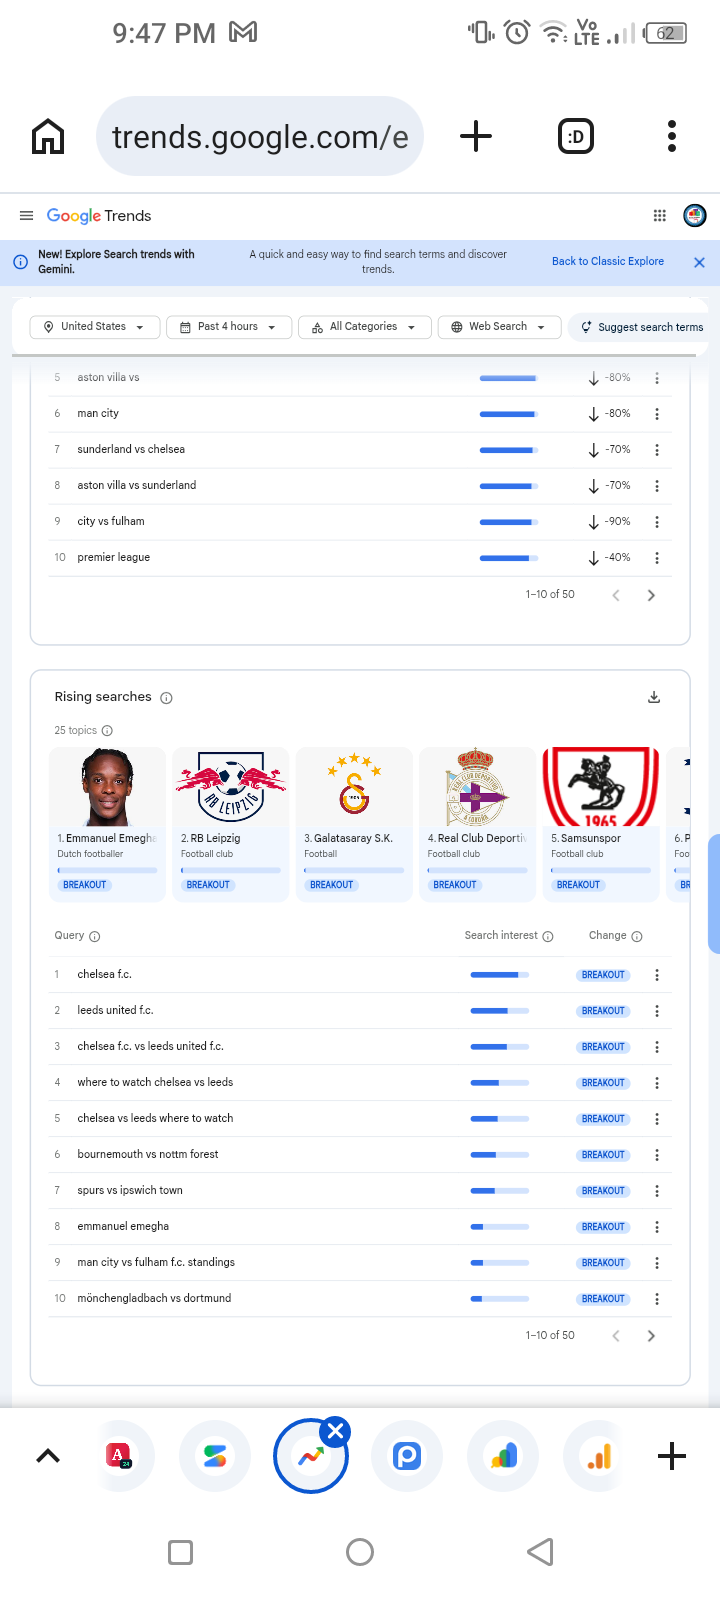 9:47 PM
Vo
LTE
62
trends.google.com/e
:D
Google Trends
New! Explore Search trends with
Gemini.
A quick and easy way to find search terms and discover
trends.
Back to Classic Explore
United States
Past 4 hours
All Categories
Web Search
Suggest search terms
5 aston villa vs -80%
6 man city -80%
7 sunderland vs chelsea -70%
8 aston villa vs sunderland -70%
9 city vs fulham -90%
10 premier league -40%
1–10 of 50
Rising searches
25 topics
RB LEIPZIG
1965
1. Emmanuel Emegha
Dutch footballer
BREAKOUT
2. RB Leipzig
Football club
BREAKOUT
3. Galatasaray S.K.
Football
BREAKOUT
4. Real Club Deportiv
Football club
BREAKOUT
5. Samsunspor
Football club
BREAKOUT
6. P
Foo
BR
Query Search interest Change
1 chelsea f.c. BREAKOUT
2 leeds united f.c. BREAKOUT
3 chelsea f.c. vs leeds united f.c. BREAKOUT
4 where to watch chelsea vs leeds BREAKOUT
5 chelsea vs leeds where to watch BREAKOUT
6 bournemouth vs nottm forest BREAKOUT
7 spurs vs ipswich town BREAKOUT
8 emmanuel emegha BREAKOUT
9 man city vs fulham f.c. standings BREAKOUT
10 mönchengladbach vs dortmund BREAKOUT
1–10 of 50
A
24